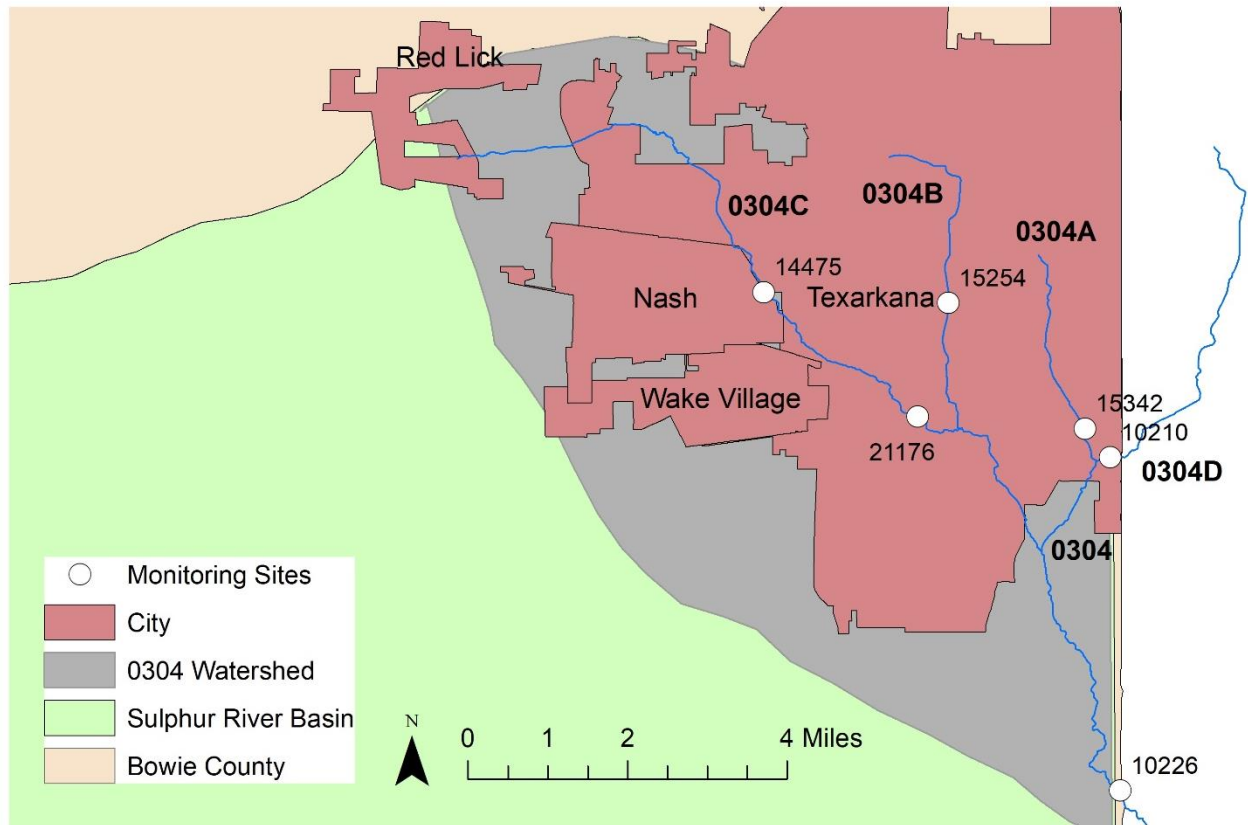 Red Lick
0304C
0304B
0304A
14475
Nash
Texarkana
15254
Wake Village
15342
10210
21176
0304D
0304
Monitoring Sites
City
0304 Watershed
Sulphur River Basin
Bowie County
N
0 1 2 4 Miles
10226